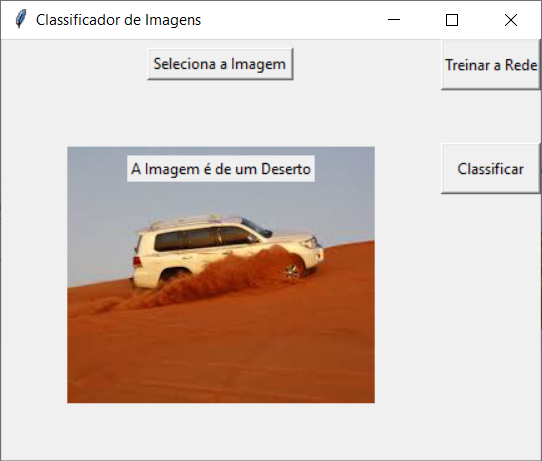 Classificador de Imagens
Seleciona a Imagem
Treinar a Rede
A Imagem é de um Deserto
Classificar